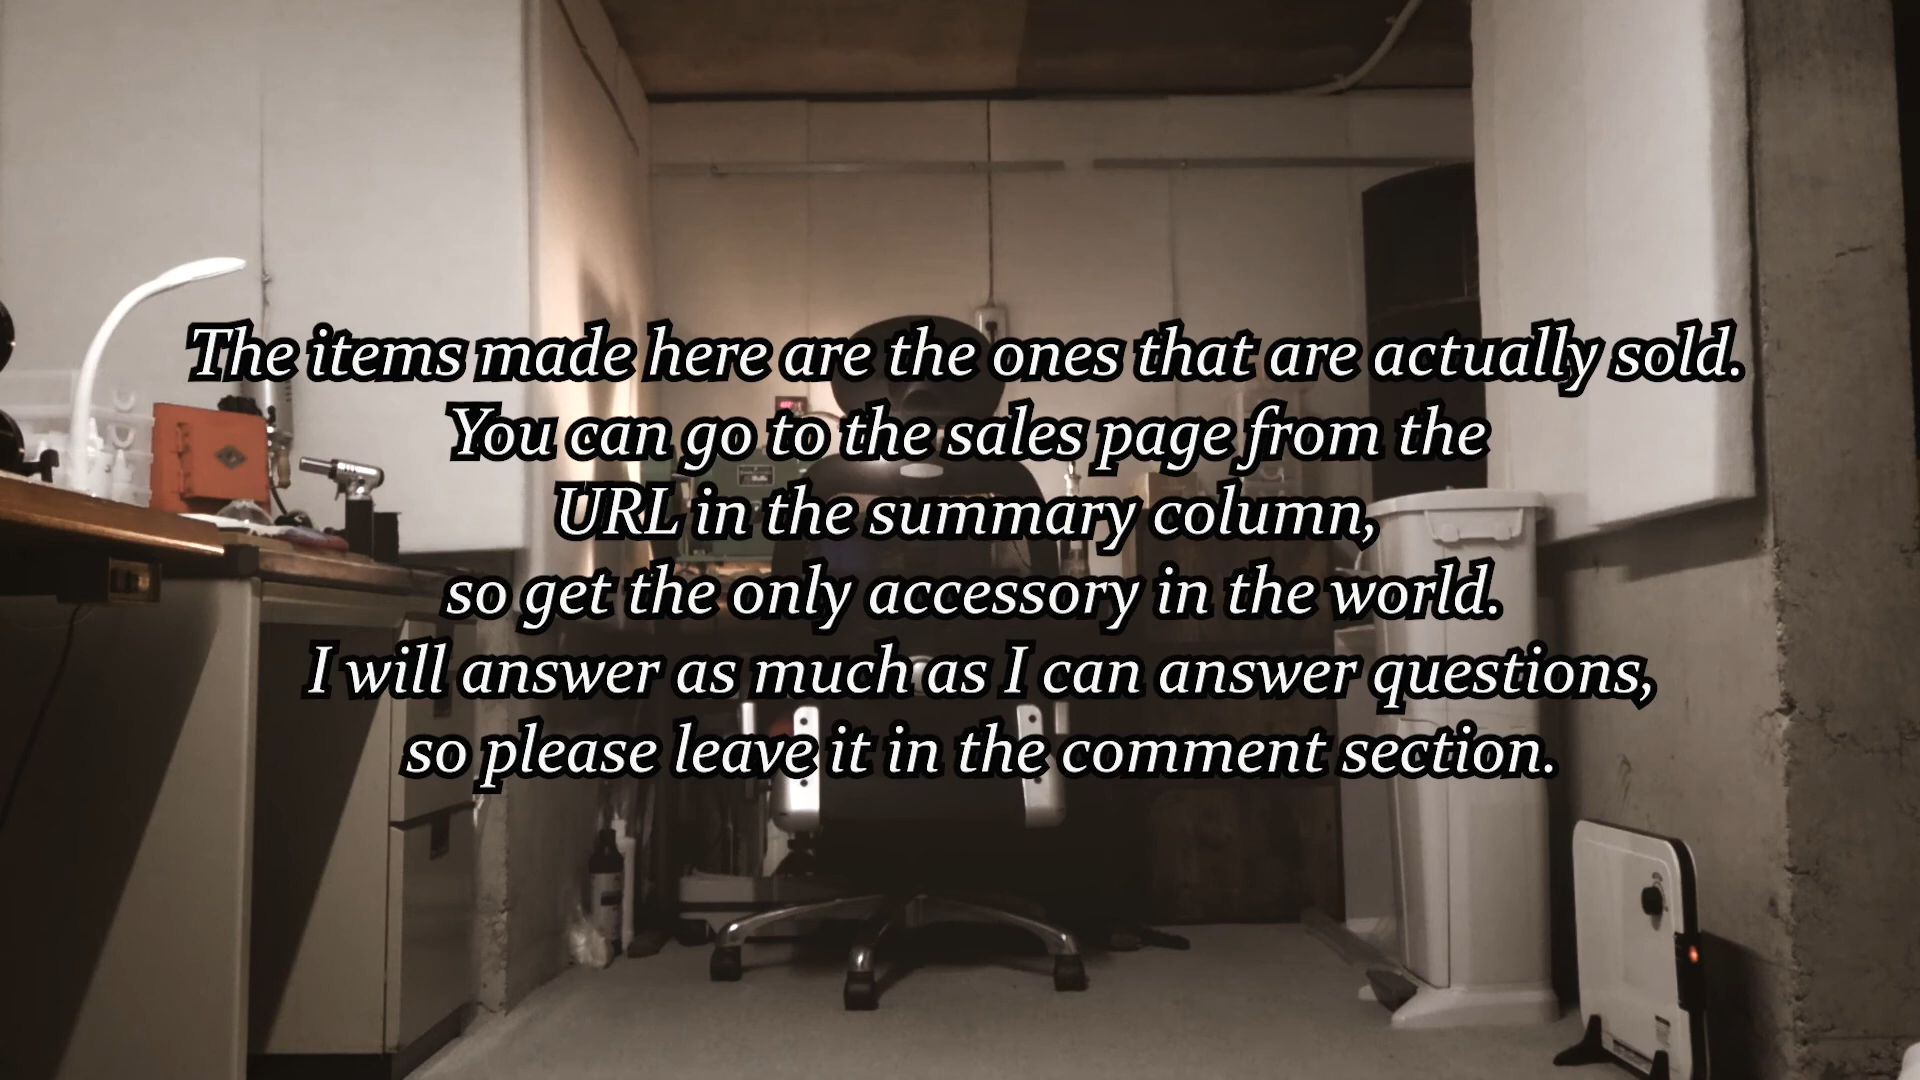 The items made here are the ones that are actually sold.
You can go to the sales page from the
URL in the summary column,
so get the only accessory in the world.
I will answer as much as I can answer questions,
so please leave it in the comment section.